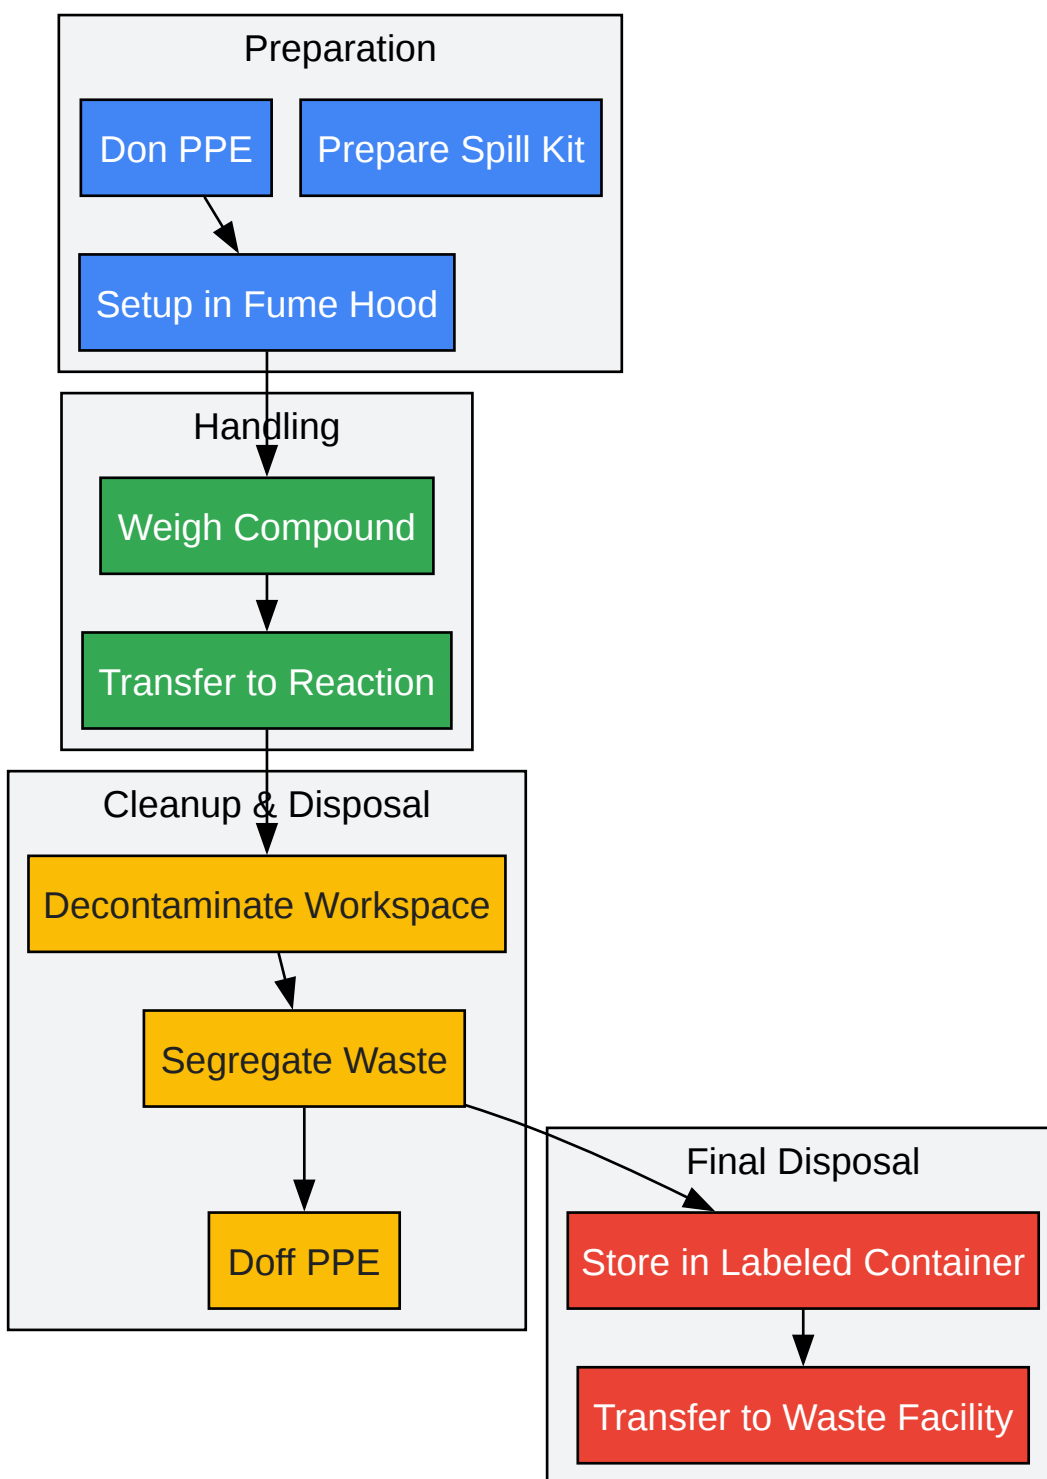 Preparation
Don PPE
Prepare Spill Kit
Setup in Fume Hood
Handling
Weigh Compound
Transfer to Reaction
Cleanup & Disposal
Decontaminate Workspace
Segregate Waste
Doff PPE
Final Disposal
Store in Labeled Container
Transfer to Waste Facility